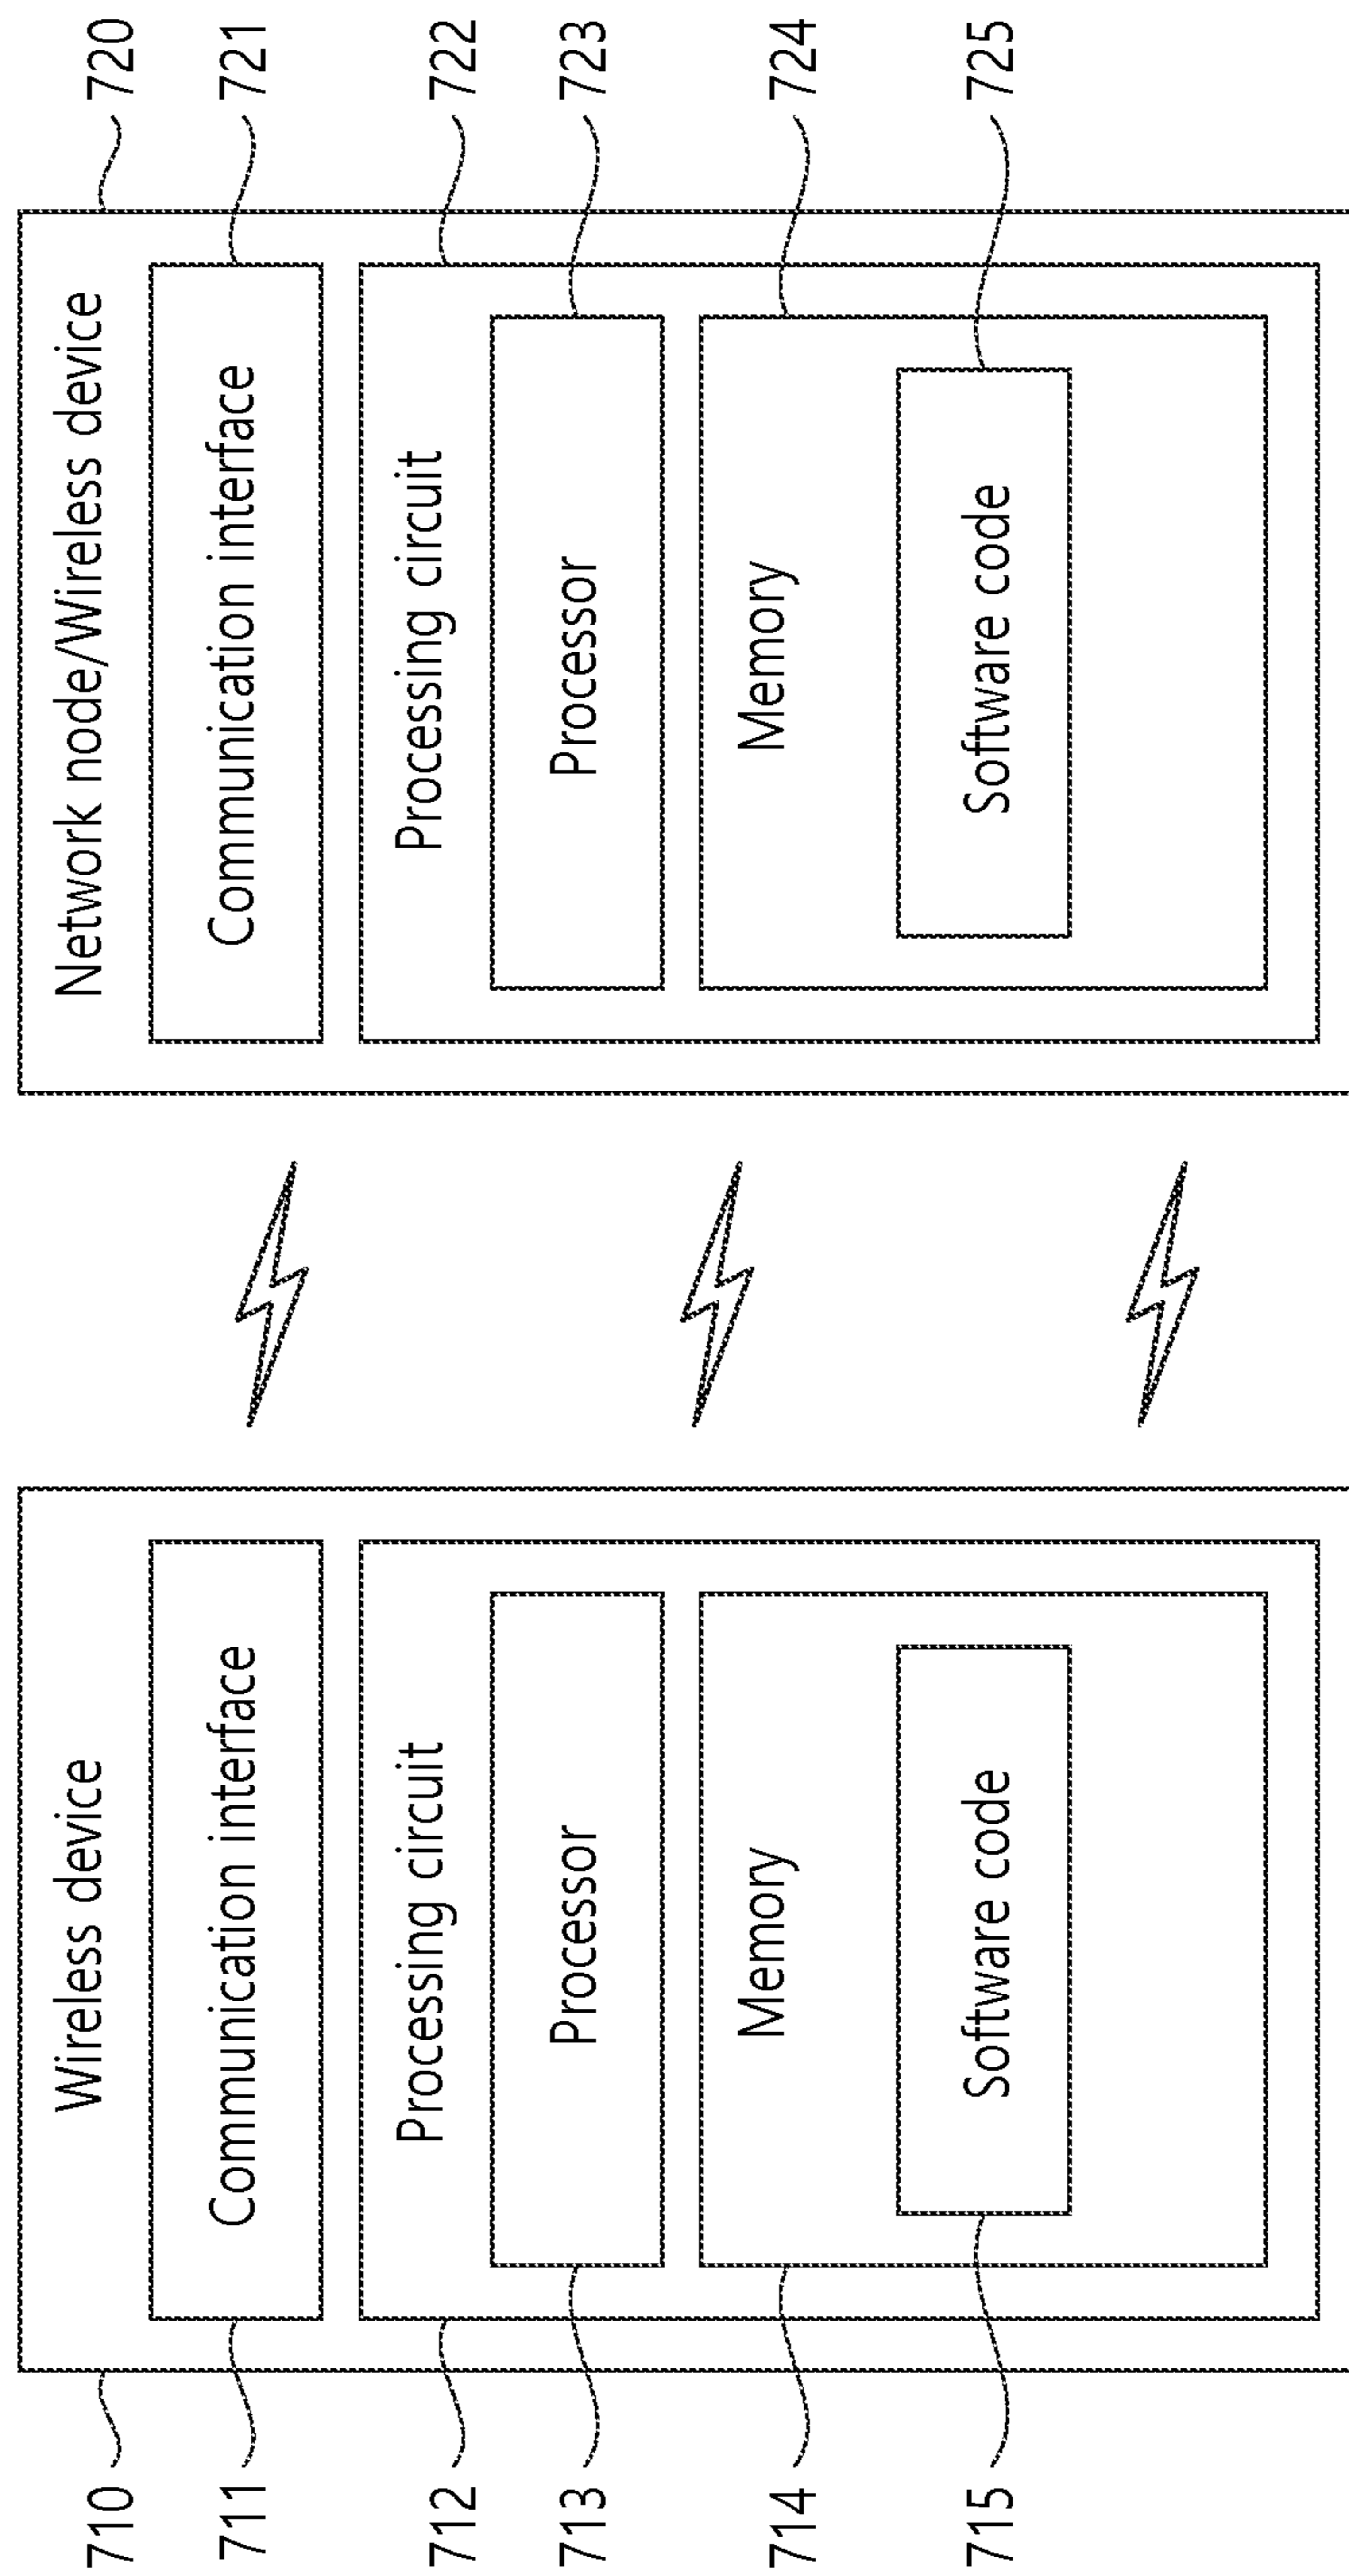 Wireless device
710
Communication interface
711
Processing circuit
712
Processor
713
Memory
714
Software code
715
Network node/Wireless device
720
Communication interface
721
Processing circuit
722
Processor
723
Memory
724
Software code
725